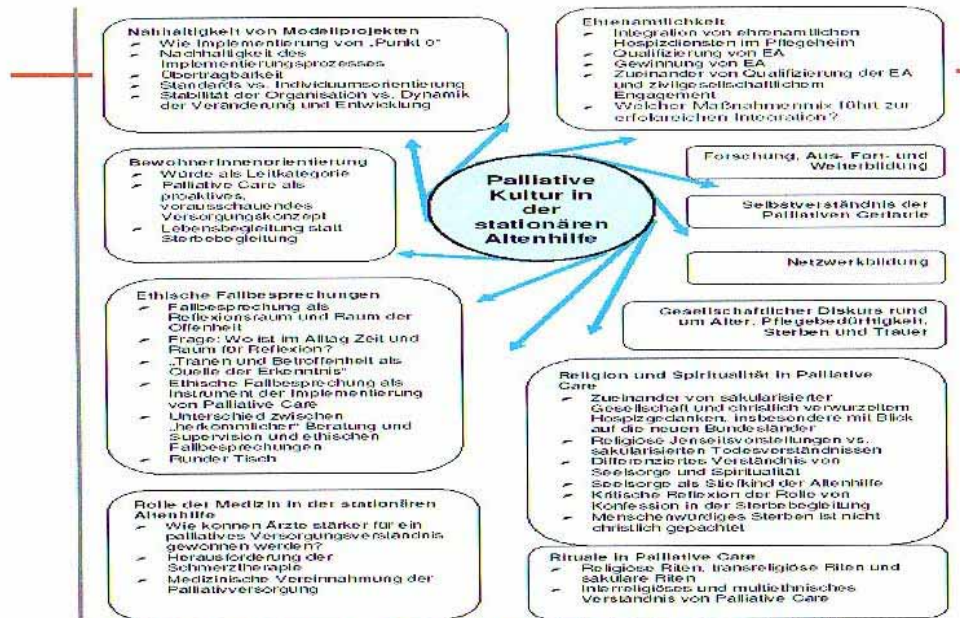 Nachhaltigkeit von Modellprojekten
Wie Implementierung von „Punkt 0“
Nachhaltigkeit des
Implementierungsprozesses
Übertragbarkeit
Standards vs. Individuumsorientierung
Stabilität der Organisation vs. Dynamik
der Veränderung und Entwicklung
BewohnerInnenorientierung
Würde als Leitkategorie
Palliative Care als
proaktives,
vorausschauendes
Versorgungskonzept
Lebensbegleitung statt
Sterbebegleitung
Ethische Fallbesprechungen
Fallbesprechung als
Reflexionsraum und Raum der
Offenheit
Frage: Wo ist im Alltag Zeit und
Raum für Reflexion?
„Tränen und Betroffenheit als
Quelle der Erkenntnis“
Ethische Fallbesprechung als
Instrument der Implementierung
von Palliative Care
Unterschied zwischen
„herkömmlicher“ Beratung und
Supervision und ethischen
Fallbesprechungen
Runder Tisch
Rolle der Medizin in der stationären
Altenhilfe
Wie können Ärzte stärker für ein
palliatives Versorgungsverständnis
gewonnen werden?
Herausforderung der
Schmerztherapie
Medizinische Vereinnahmung der
Palliativversorgung
Palliative
Kultur in
der
stationären
Altenhilfe
Ehrenamtlichkeit
Integration von ehrenamtlichen
Hospizdiensten im Pflegeheim
Qualifizierung von EA
Gewinnung von EA
Zueinander von Qualifizierung der EA
und zivilgesellschaftlichem
Engagement
Welcher Maßnahmenmix führt zur
erfolgreichen Integration?
Forschung, Aus- Fort- und
Weiterbildung
Selbstverständnis der
Palliativen Geriatrie
Netzwerkbildung
Gesellschaftlicher Diskurs rund
um Alter, Pflegebedürftigkeit,
Sterben und Trauer
Religion und Spiritualität in Palliative
Care
Zueinander von säkularisierter
Gesellschaft und christlich verwurzeltem
Hospizgedanken, insbesondere mit Blick
auf die neuen Bundesländer
Religiöse Jenseitsvorstellungen vs.
säkularisierten Todesverständnissen
Differenziertes Verständnis von
Seelsorge und Spiritualität
Seelsorge als Stiefkind der Altenhilfe
Kritische Reflexion der Rolle von
Konfession in der Sterbebegleitung
Menschenwürdiges Sterben ist nicht
christlich gepachtet
Rituale in Palliative Care
Religiöse Riten, transreligiöse Riten und
säkulare Riten
Interreligiöses und multiethnisches
Verständnis von Palliative Care